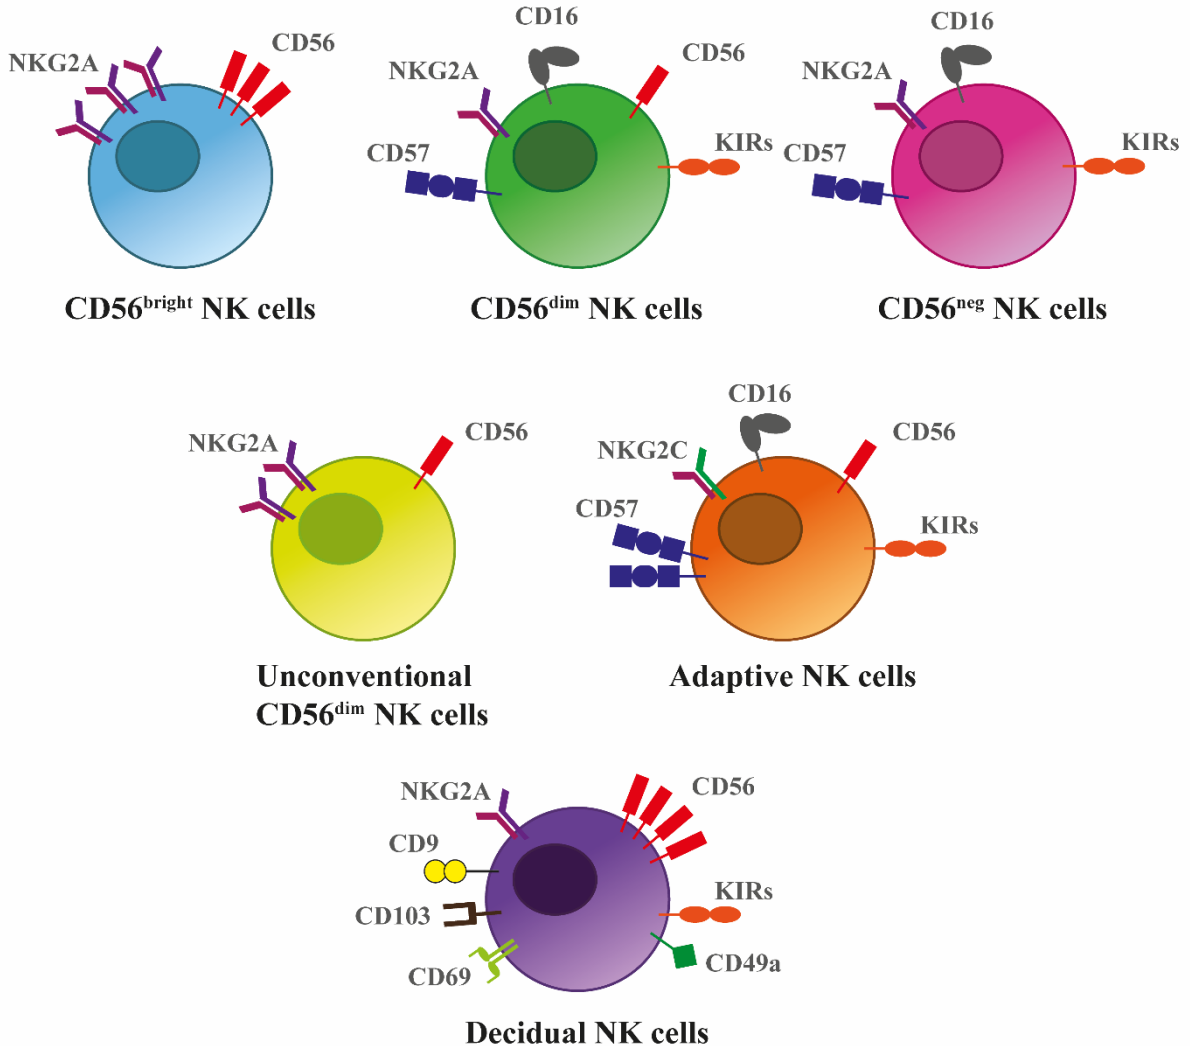 NKG2A
CD56
CD56bright NK cells
CD16
NKG2A
CD56
CD57
KIRs
CD56dim NK cells
CD16
NKG2A
CD57
KIRs
CD56neg NK cells
NKG2A
CD56
Unconventional
CD56dim NK cells
CD16
NKG2C
CD56
CD57
KIRs
Adaptive NK cells
NKG2A
CD56
CD9
KIRs
CD103
CD69
CD49a
Decidual NK cells